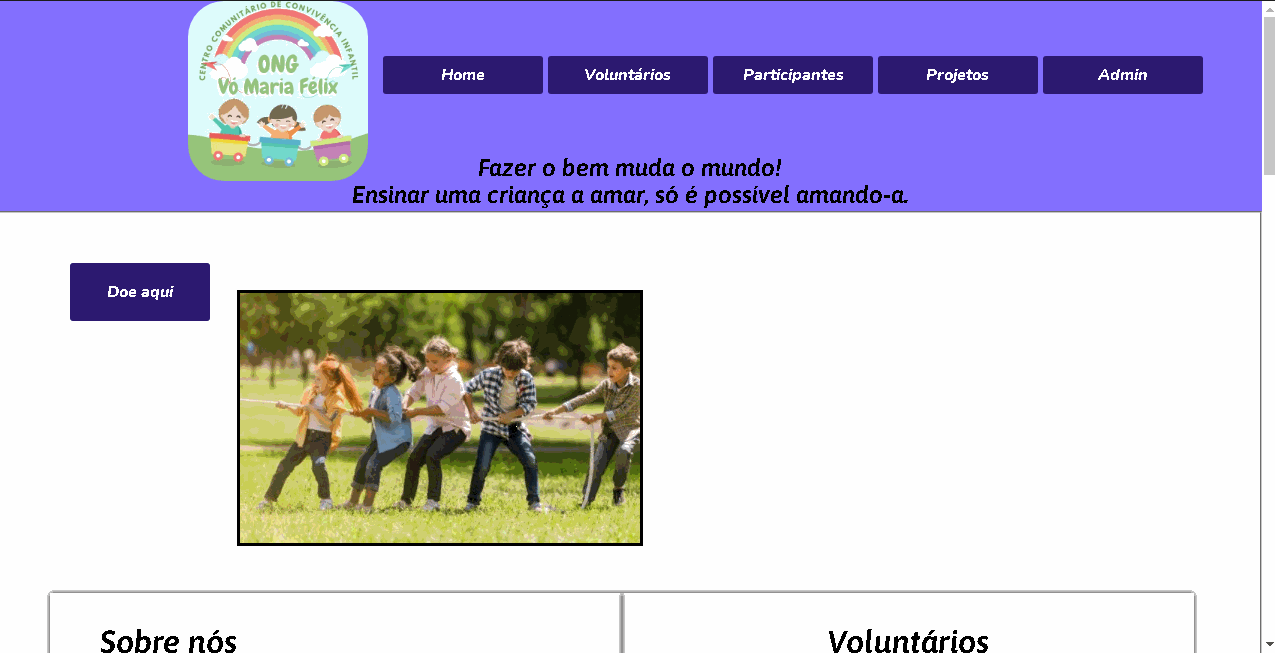 CENTRO COMUNITÁRIO DE CONVIVÊNCIA INFANTIL
ONG
Vó Maria Félix
Home
Voluntários
Participantes
Projetos
Admin
Fazer o bem muda o mundo!
Ensinar uma criança a amar, só é possível amando-a.
Doe aqui
Sobre nós
Voluntários